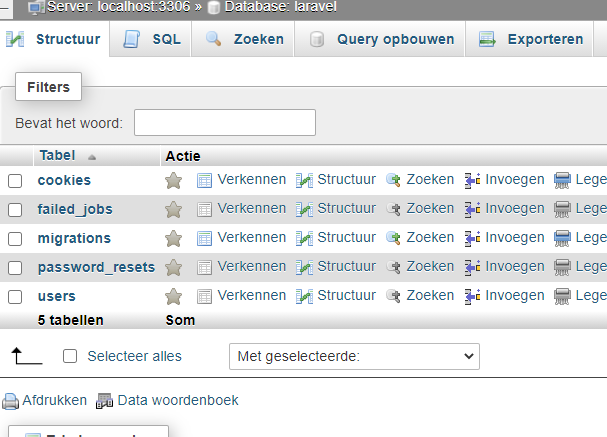 Server: localhost:3306 » Database: laravel
Structuur SQL Zoeken Query opbouwen Exporteren
Filters
Bevat het woord:
Tabel Actie
cookies Verkennen Structuur Zoeken Invoegen Lege
failed_jobs Verkennen Structuur Zoeken Invoegen Lege
migrations Verkennen Structuur Zoeken Invoegen Lege
password_resets Verkennen Structuur Zoeken Invoegen Lege
users Verkennen Structuur Zoeken Invoegen Lege
5 tabellen Som
Selecteer alles Met geselecteerde:
Afdrukken Data woordenboek